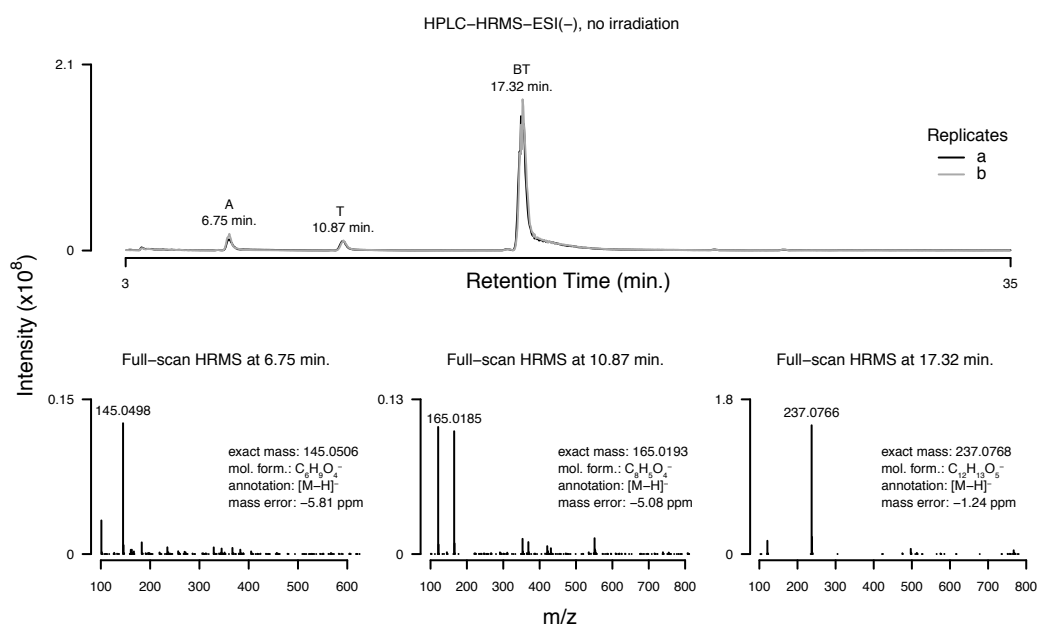 HPLC−HRMS−ESI(−), no irradiation
2.1
0
BT
17.32 min.
A
6.75 min.
T
10.87 min.
Replicates
a
b
3
35
Retention Time (min.)
Intensity (x10⁸)
Full−scan HRMS at 6.75 min.
0.15
0
145.0498
exact mass: 145.0506
mol. form.: C₆H₉O₄⁻
annotation: [M−H]⁻
mass error: −5.81 ppm
100 200 300 400 500 600
Full−scan HRMS at 10.87 min.
0.13
0
165.0185
exact mass: 165.0193
mol. form.: C₈H₅O₄⁻
annotation: [M−H]⁻
mass error: −5.08 ppm
100 200 300 400 500 600 700 800
Full−scan HRMS at 17.32 min.
1.8
0
237.0766
exact mass: 237.0768
mol. form.: C₁₂H₁₃O₅⁻
annotation: [M−H]⁻
mass error: −1.24 ppm
100 200 300 400 500 600 700 800
m/z